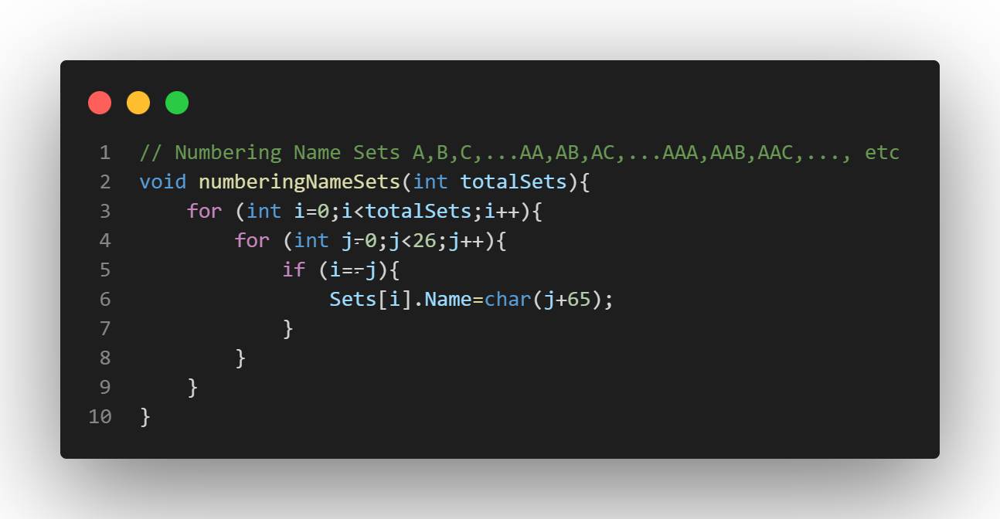 1 // Numbering Name Sets A,B,C,...AA,AB,AC,...AAA,AAB,AAC,..., etc
2 void numberingNameSets(int totalSets){
3     for (int i=0;i<totalSets;i++){
4         for (int j=0;j<26;j++){
5             if (i==j){
6                 Sets[i].Name=char(j+65);
7             }
8         }
9     }
10 }